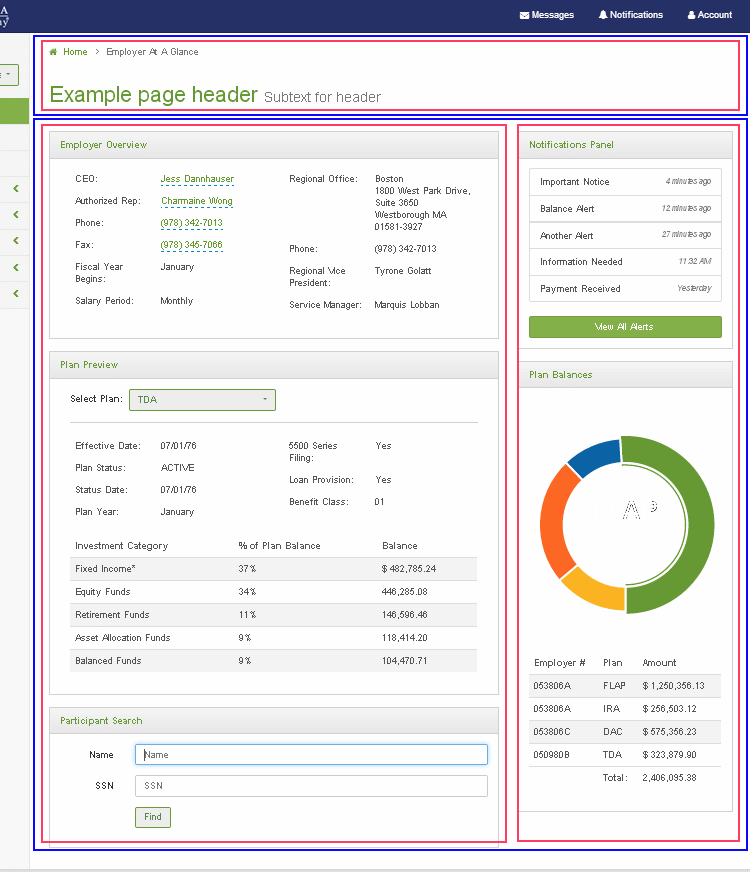 A
Messages Notifications Account
Home > Employer At A Glance
Example page header Subtext for header
Employer Overview
CEO: Jess Dannhauser
Authorized Rep: Charmaine Wong
Phone: (978) 342-7013
Fax: (978) 345-7066
Fiscal Year Begins: January
Salary Period: Monthly
Regional Office: Boston
1800 West Park Drive,
Suite 3650
Westborough MA
01581-3927
Phone: (978) 342-7013
Regional Vice President: Tyrone Golatt
Service Manager: Marquis Lobban
Plan Preview
Select Plan: TDA
Effective Date: 07/01/76
Plan Status: ACTIVE
Status Date: 07/01/76
Plan Year: January
5500 Series Filing: Yes
Loan Provision: Yes
Benefit Class: 01
Investment Category % of Plan Balance Balance
Fixed Income* 37% $ 482,785.24
Equity Funds 34% 446,285.08
Retirement Funds 11% 146,596.46
Asset Allocation Funds 9% 118,414.20
Balanced Funds 9% 104,470.71
Participant Search
Name Name
SSN SSN
Find
Notifications Panel
Important Notice 4 minutes ago
Balance Alert 12 minutes ago
Another Alert 27 minutes ago
Information Needed 11:32 AM
Payment Received Yesterday
View All Alerts
Plan Balances
Employer # Plan Amount
053806A FLAP $ 1,250,356.13
053806A IRA $ 256,503.12
053806C DAC $ 575,356.23
050980B TDA $ 323,879.90
Total: 2,406,095.38